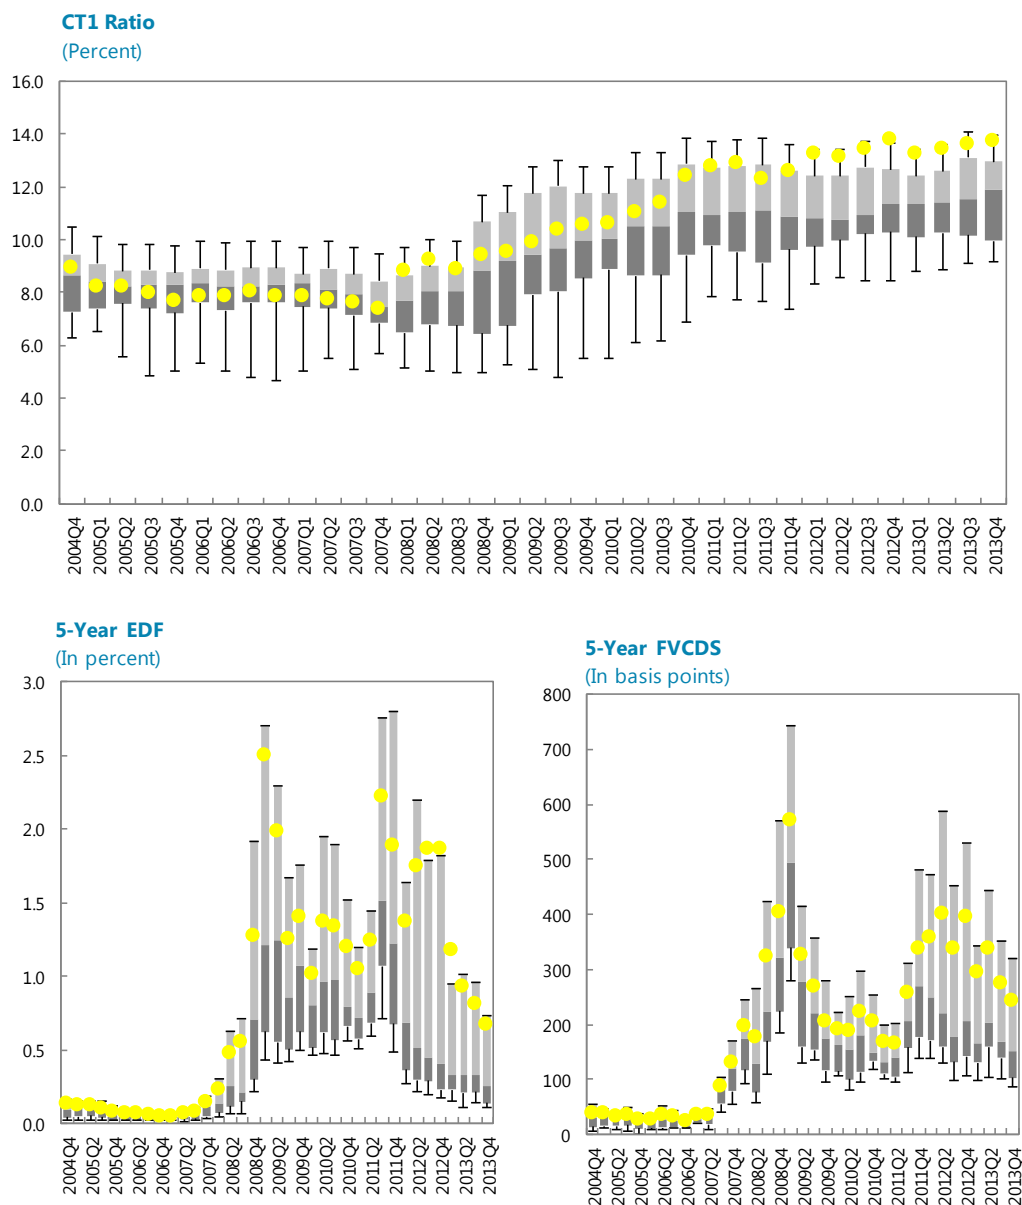 CT1 Ratio
(Percent)
16.0
14.0
12.0
10.0
8.0
6.0
4.0
2.0
0.0
2004Q4
2005Q1
2005Q2
2005Q3
2005Q4
2006Q1
2006Q2
2006Q3
2006Q4
2007Q1
2007Q2
2007Q3
2007Q4
2008Q1
2008Q2
2008Q3
2008Q4
2009Q1
2009Q2
2009Q3
2009Q4
2010Q1
2010Q2
2010Q3
2010Q4
2011Q1
2011Q2
2011Q3
2011Q4
2012Q1
2012Q2
2012Q3
2012Q4
2013Q1
2013Q2
2013Q3
2013Q4
5-Year EDF
(In percent)
3.0
2.5
2.0
1.5
1.0
0.5
0.0
2004Q4
2005Q2
2005Q4
2006Q2
2006Q4
2007Q2
2007Q4
2008Q2
2008Q4
2009Q2
2009Q4
2010Q2
2010Q4
2011Q2
2011Q4
2012Q2
2012Q4
2013Q2
2013Q4
5-Year FVCDS
(In basis points)
800
700
600
500
400
300
200
100
0
2004Q4
2005Q2
2005Q4
2006Q2
2006Q4
2007Q2
2007Q4
2008Q2
2008Q4
2009Q2
2009Q4
2010Q2
2010Q4
2011Q2
2011Q4
2012Q2
2012Q4
2013Q2
2013Q4